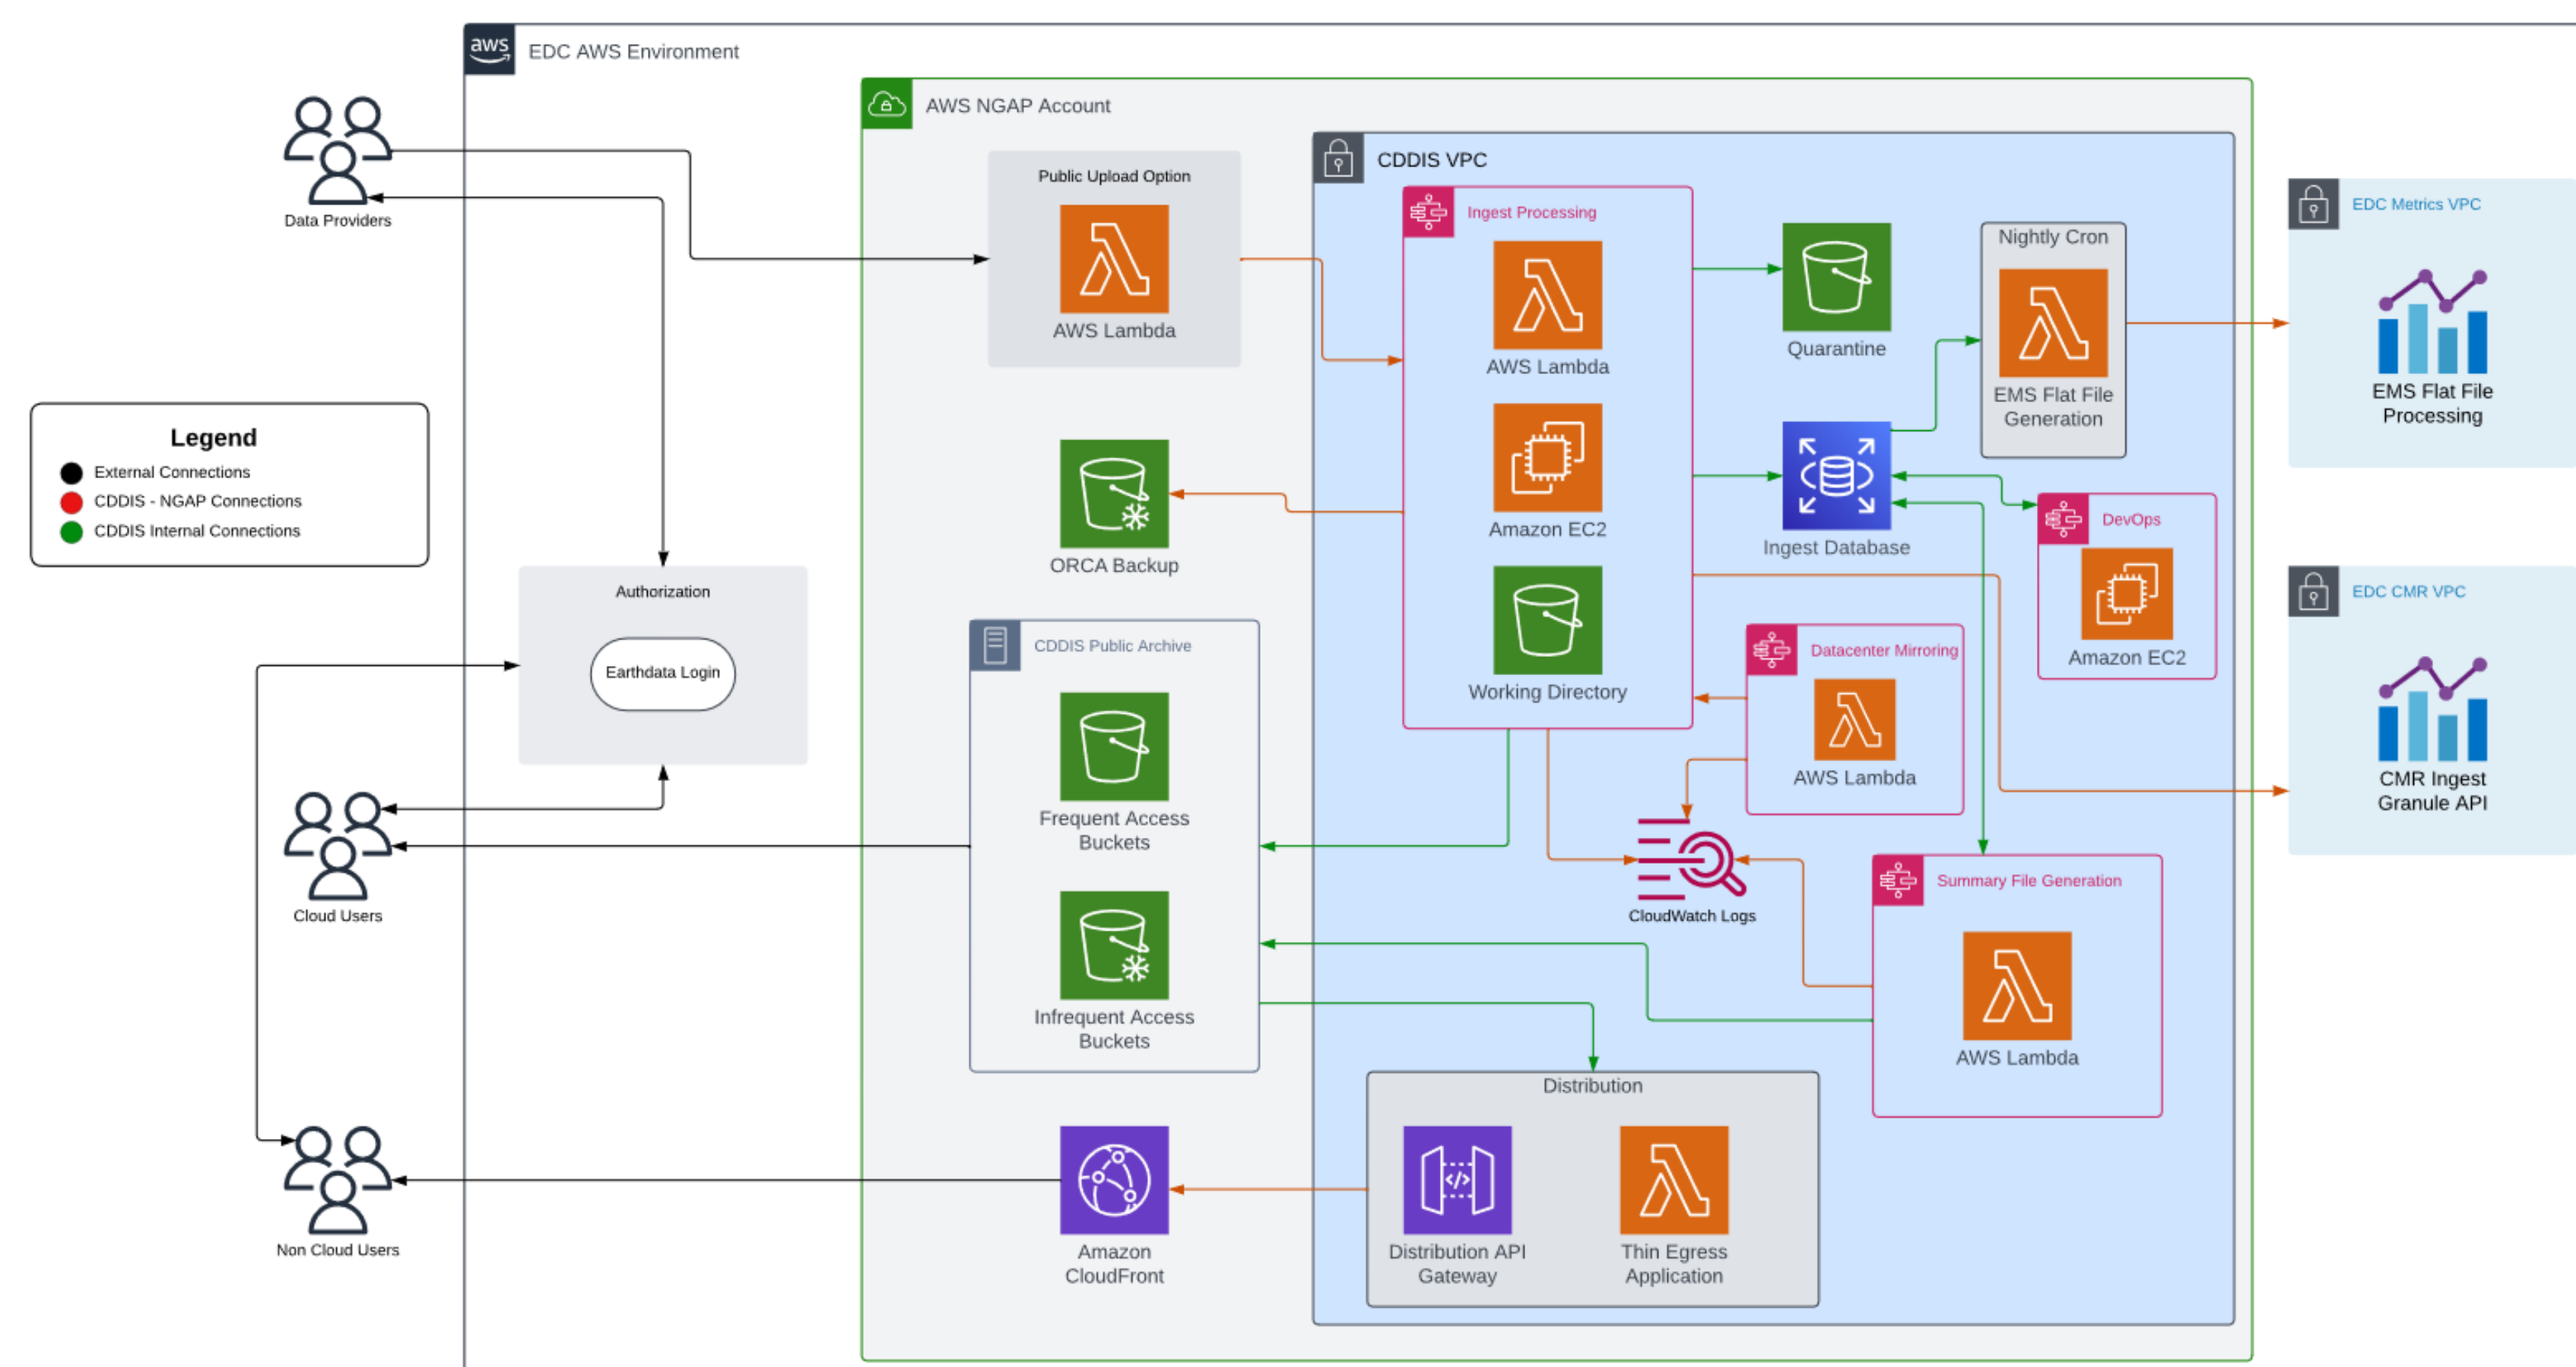 aws
EDC AWS Environment
AWS NGAP Account
CDDIS VPC
Public Upload Option
AWS Lambda
Data Providers
Ingest Processing
AWS Lambda
Amazon EC2
Working Directory
Quarantine
Nightly Cron
EMS Flat File
Generation
EDC Metrics VPC
EMS Flat File
Processing
Legend
External Connections
CDDIS - NGAP Connections
CDDIS Internal Connections
ORCA Backup
Ingest Database
DevOps
Amazon EC2
EDC CMR VPC
CMR Ingest
Granule API
Authorization
Earthdata Login
CDDIS Public Archive
Frequent Access
Buckets
Infrequent Access
Buckets
Datacenter Mirroring
AWS Lambda
CloudWatch Logs
Summary File Generation
AWS Lambda
Cloud Users
Distribution
Distribution API
Gateway
Thin Egress
Application
Amazon
CloudFront
Non Cloud Users